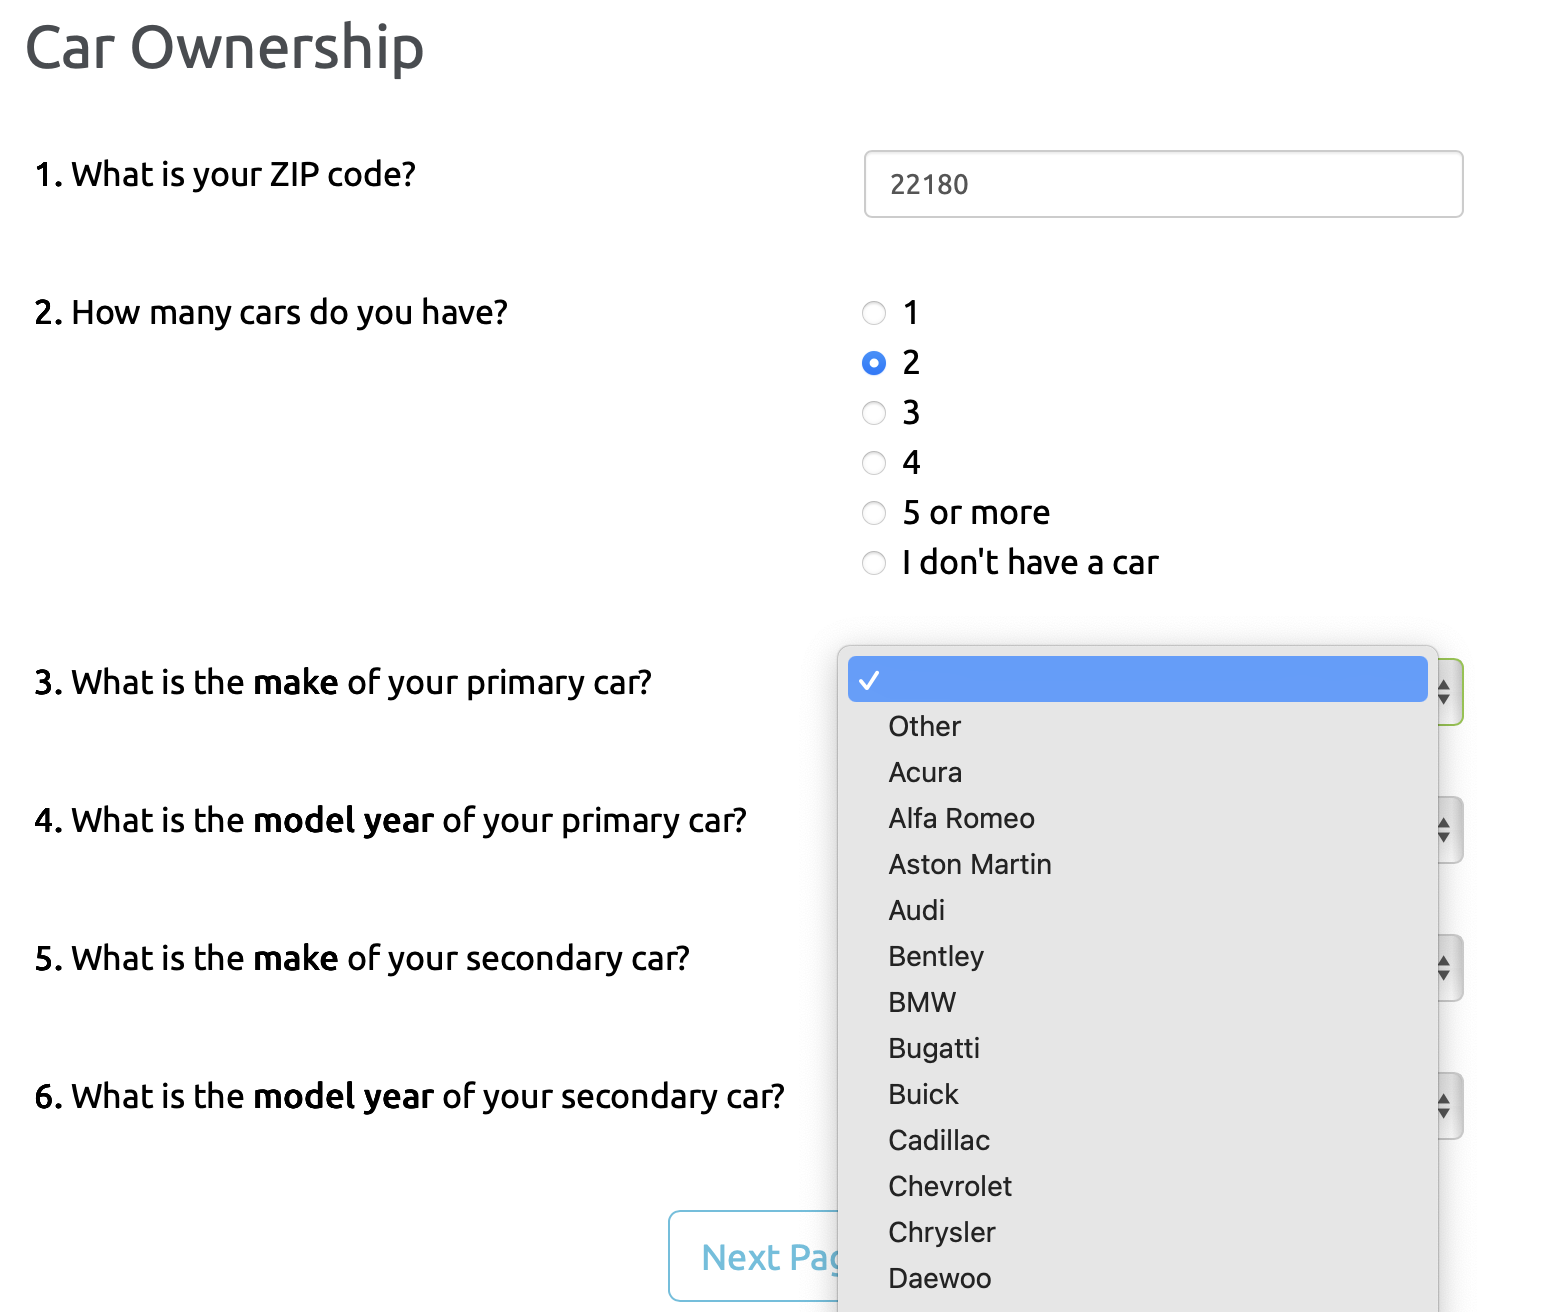 Car Ownership
1. What is your ZIP code?
22180
2. How many cars do you have?
1
2
3
4
5 or more
I don't have a car
3. What is the make of your primary car?
4. What is the model year of your primary car?
5. What is the make of your secondary car?
6. What is the model year of your secondary car?
Other
Acura
Alfa Romeo
Aston Martin
Audi
Bentley
BMW
Bugatti
Buick
Cadillac
Chevrolet
Chrysler
Daewoo
Next Pag